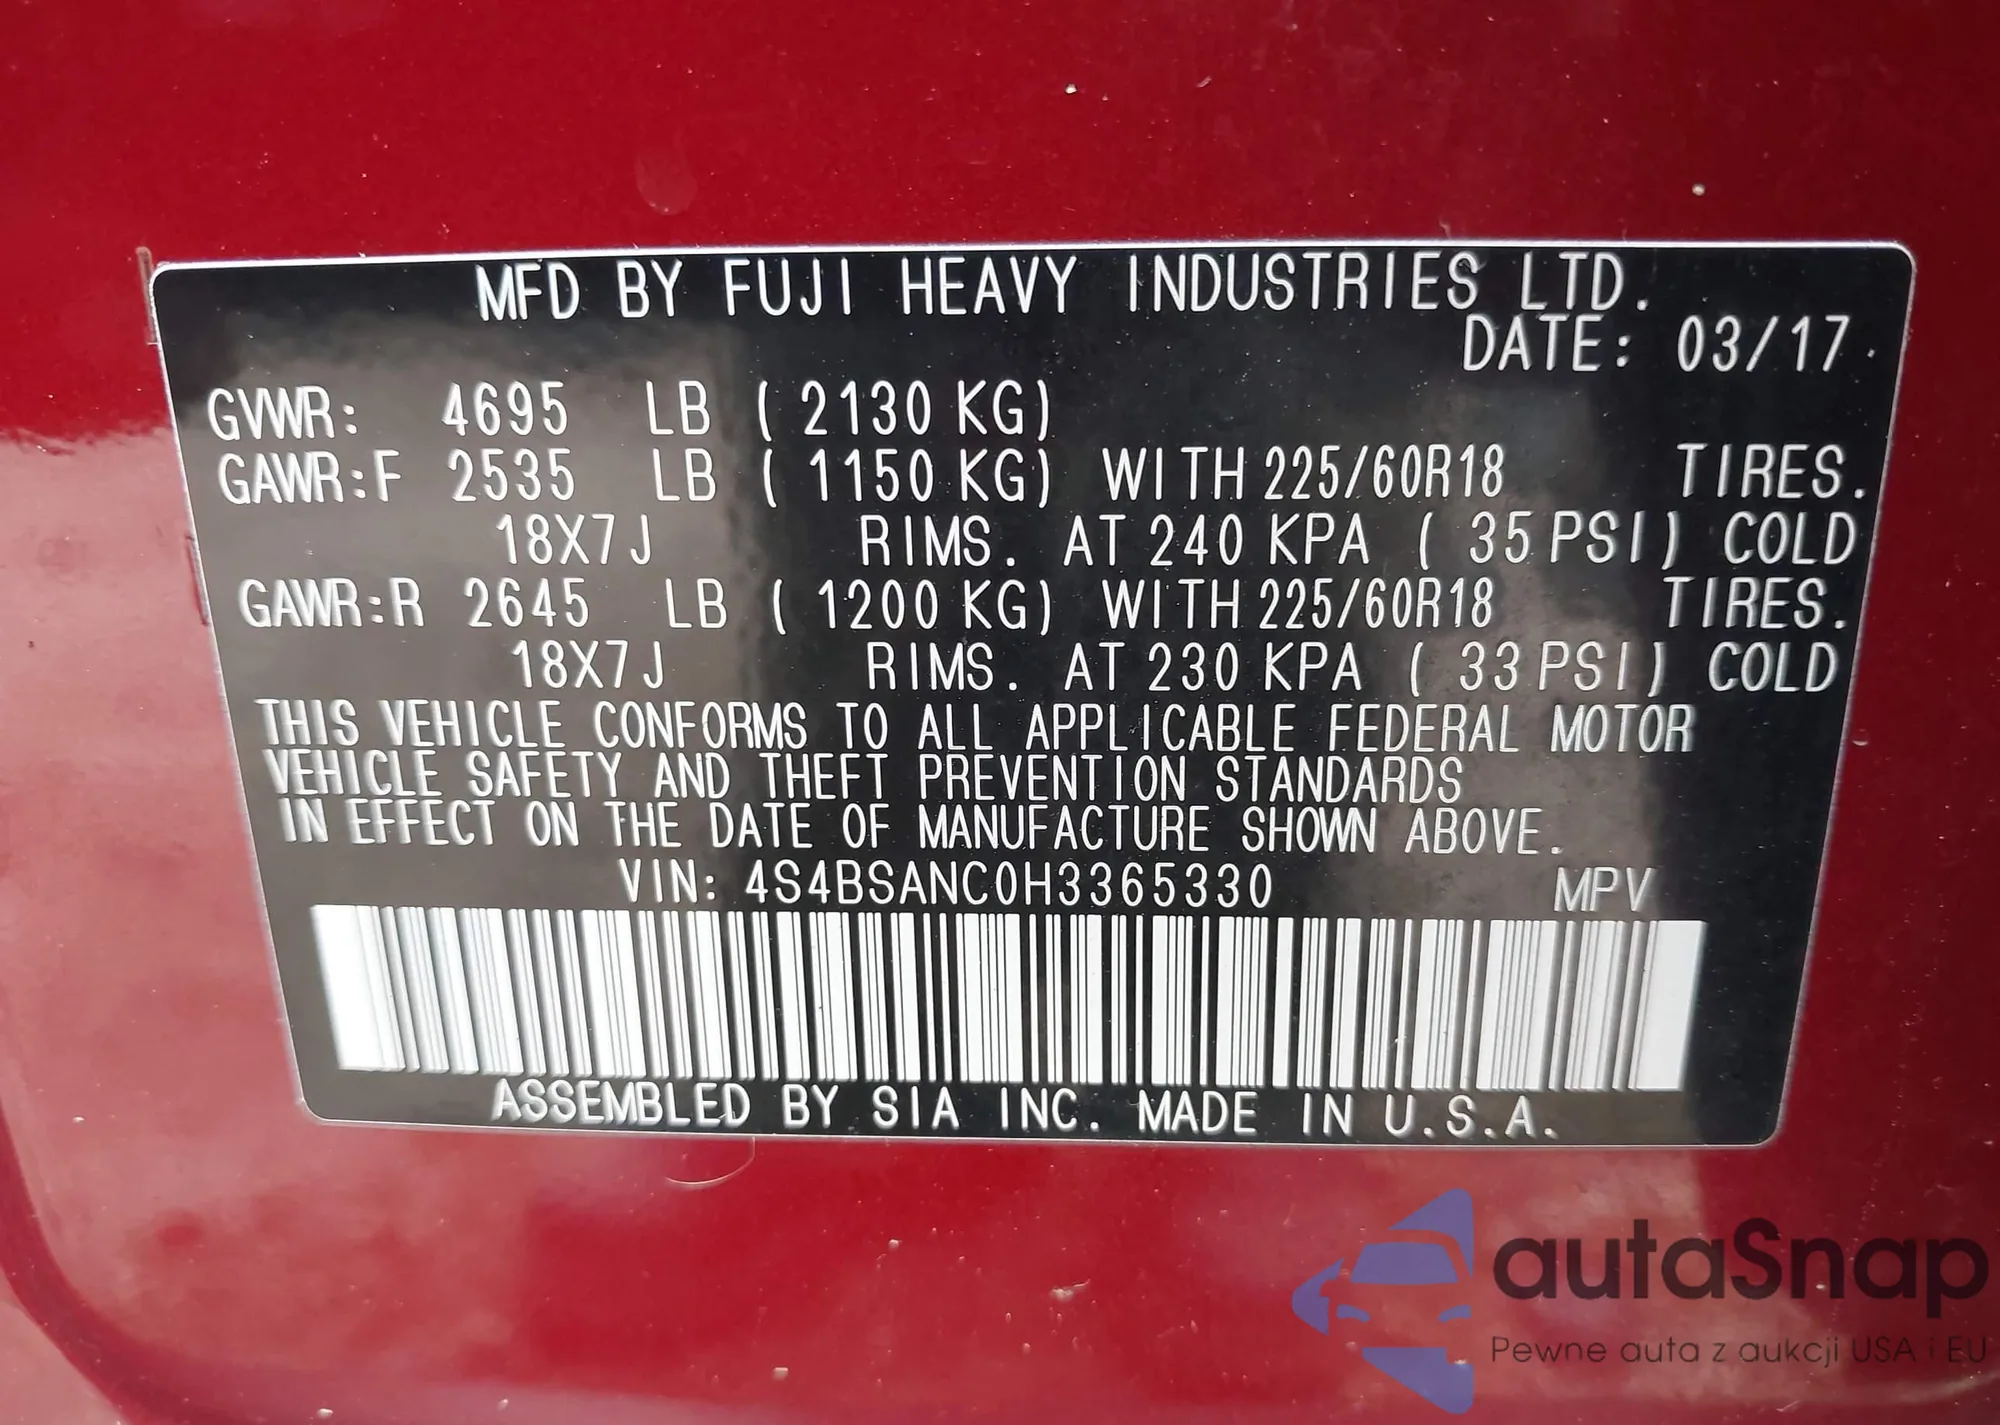 MFD BY FUJI HEAVY INDUSTRIES LTD.
DATE: 03/17
GVWR: 4695 LB ( 2130 KG)
GAWR:F 2535 LB ( 1150 KG) WITH 225/60R18 TIRES.
18X7J RIMS. AT 240 KPA ( 35 PSI) COLD
GAWR:R 2645 LB ( 1200 KG) WITH 225/60R18 TIRES.
18X7J RIMS. AT 230 KPA ( 33 PSI) COLD
THIS VEHICLE CONFORMS TO ALL APPLICABLE FEDERAL MOTOR
VEHICLE SAFETY AND THEFT PREVENTION STANDARDS
IN EFFECT ON THE DATE OF MANUFACTURE SHOWN ABOVE.
VIN: 4S4BSANC0H3365330 MPV
ASSEMBLED BY SIA INC. MADE IN U.S.A.
autaSnap
Pewne auta z aukcji USA i EU